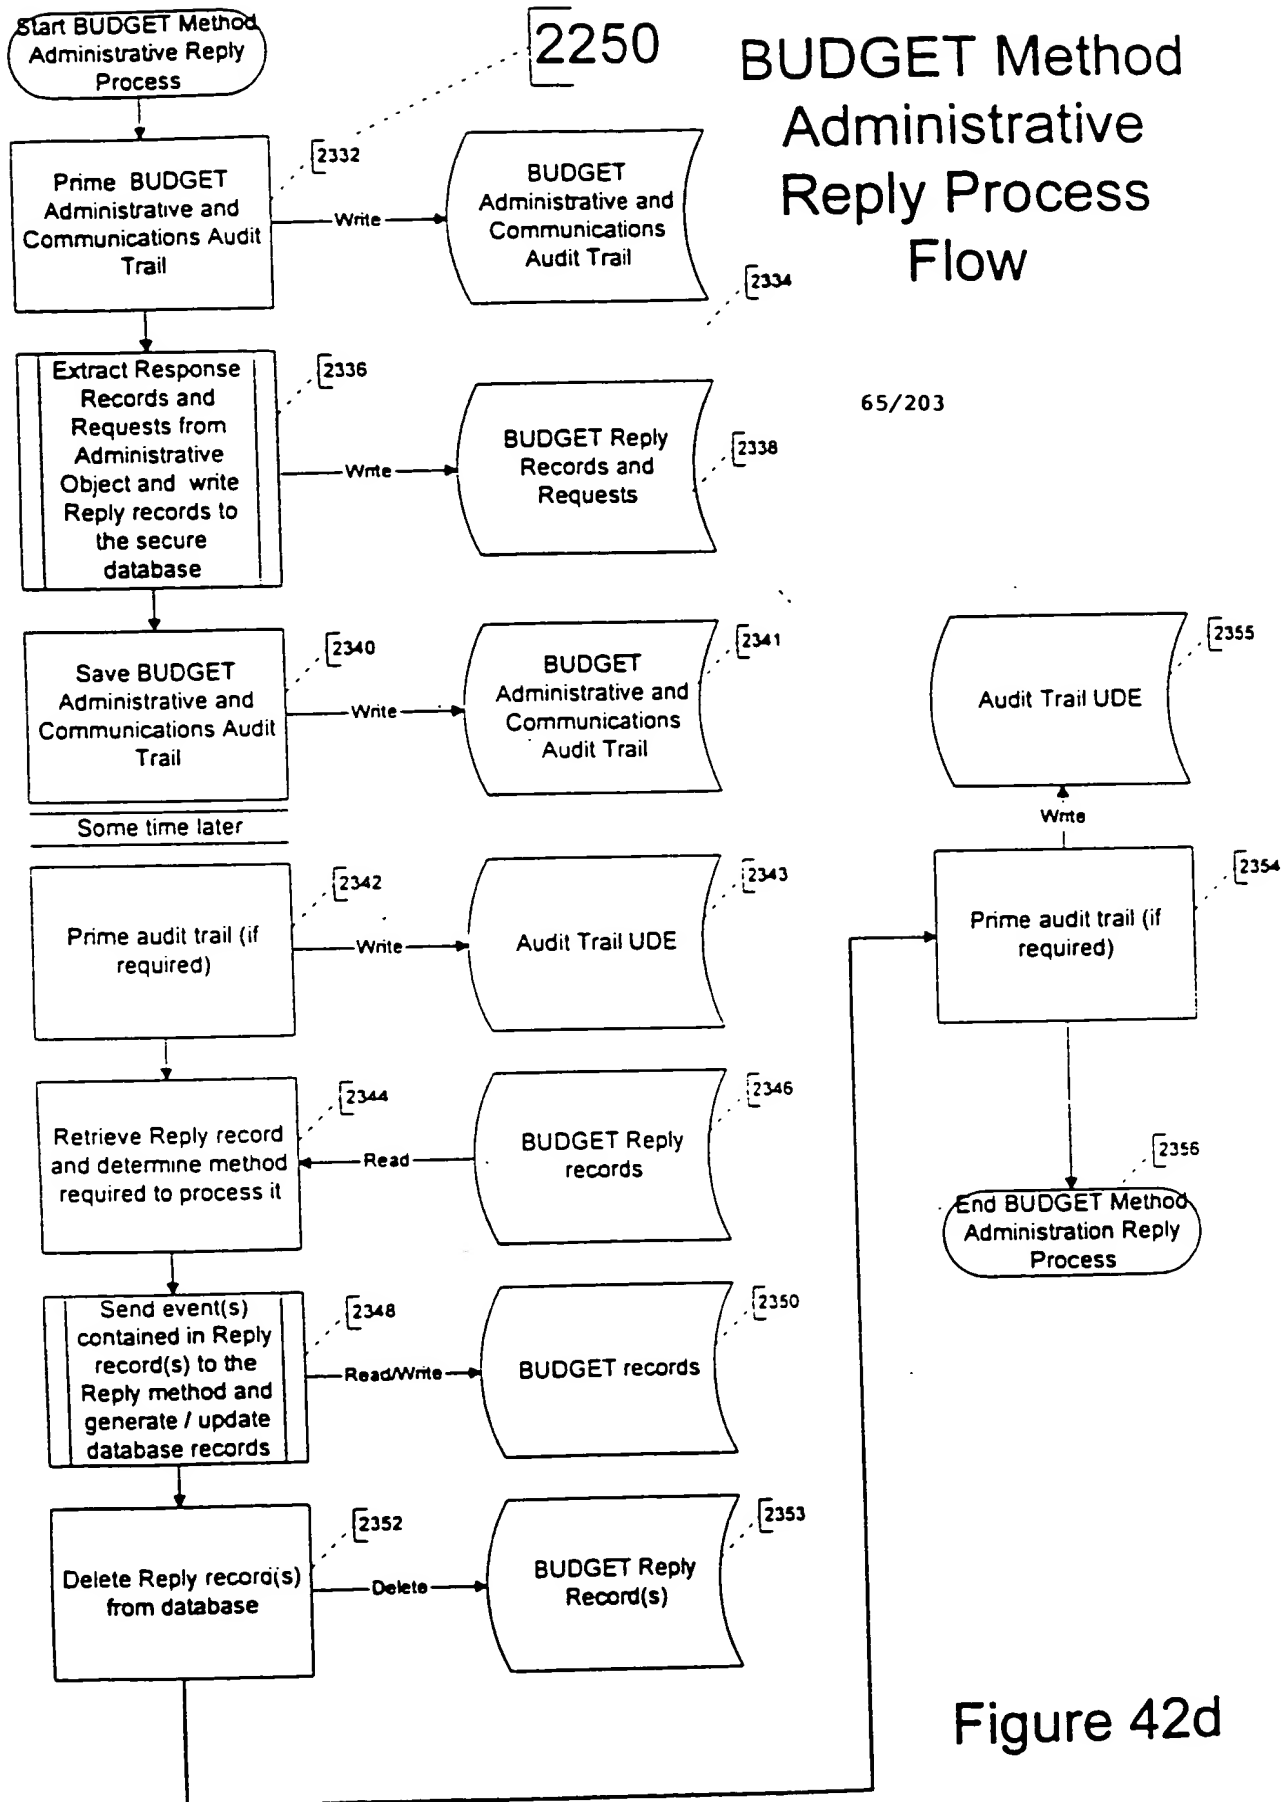 Start BUDGET Method
Administrative Reply
Process
2250
BUDGET Method
Administrative
Reply Process
Flow
Prime BUDGET
Administrative and
Communications Audit
Trail
2332
Write
BUDGET
Administrative and
Communications
Audit Trail
2334
Extract Response
Records and
Requests from
Administrative
Object and write
Reply records to
the secure
database
2336
Write
BUDGET Reply
Records and
Requests
2338
65/203
Save BUDGET
Administrative and
Communications Audit
Trail
2340
Write
BUDGET
Administrative and
Communications
Audit Trail
2341
Some time later
Prime audit trail (if
required)
2342
Write
Audit Trail UDE
2343
Retrieve Reply record
and determine method
required to process it
2344
Read
BUDGET Reply
records
2346
Send event(s)
contained in Reply
record(s) to the
Reply method and
generate / update
database records
2348
Read/Write
BUDGET records
2350
Delete Reply record(s)
from database
2352
Delete
BUDGET Reply
Record(s)
2353
Audit Trail UDE
2355
Write
Prime audit trail (if
required)
2354
2356
End BUDGET Method
Administration Reply
Process
Figure 42d